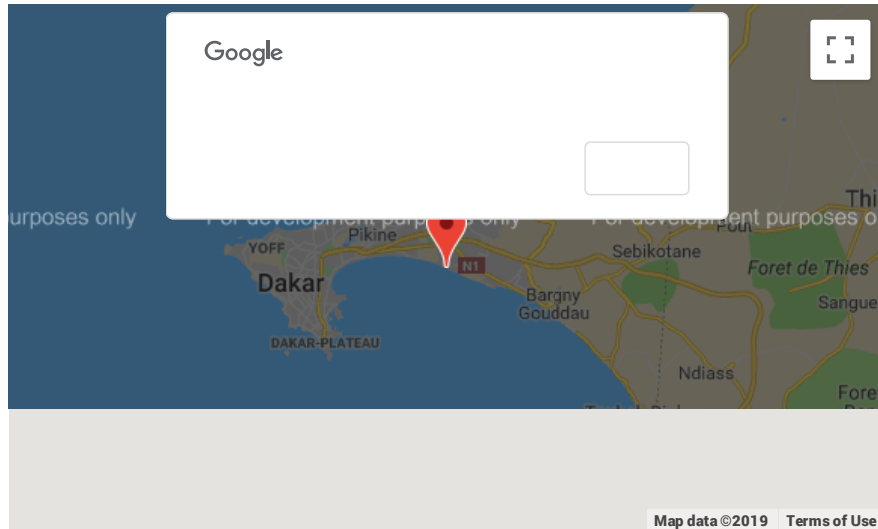 Google
Thi
urposes only
For development purposes only
For development purposes o
Pout
Pikine
YOFF
Sebikotane
N1
Foret de Thies
Dakar
Bargny
Gouddau
Sangue
DAKAR-PLATEAU
Ndiass
Fore
Map data ©2019
Terms of Use